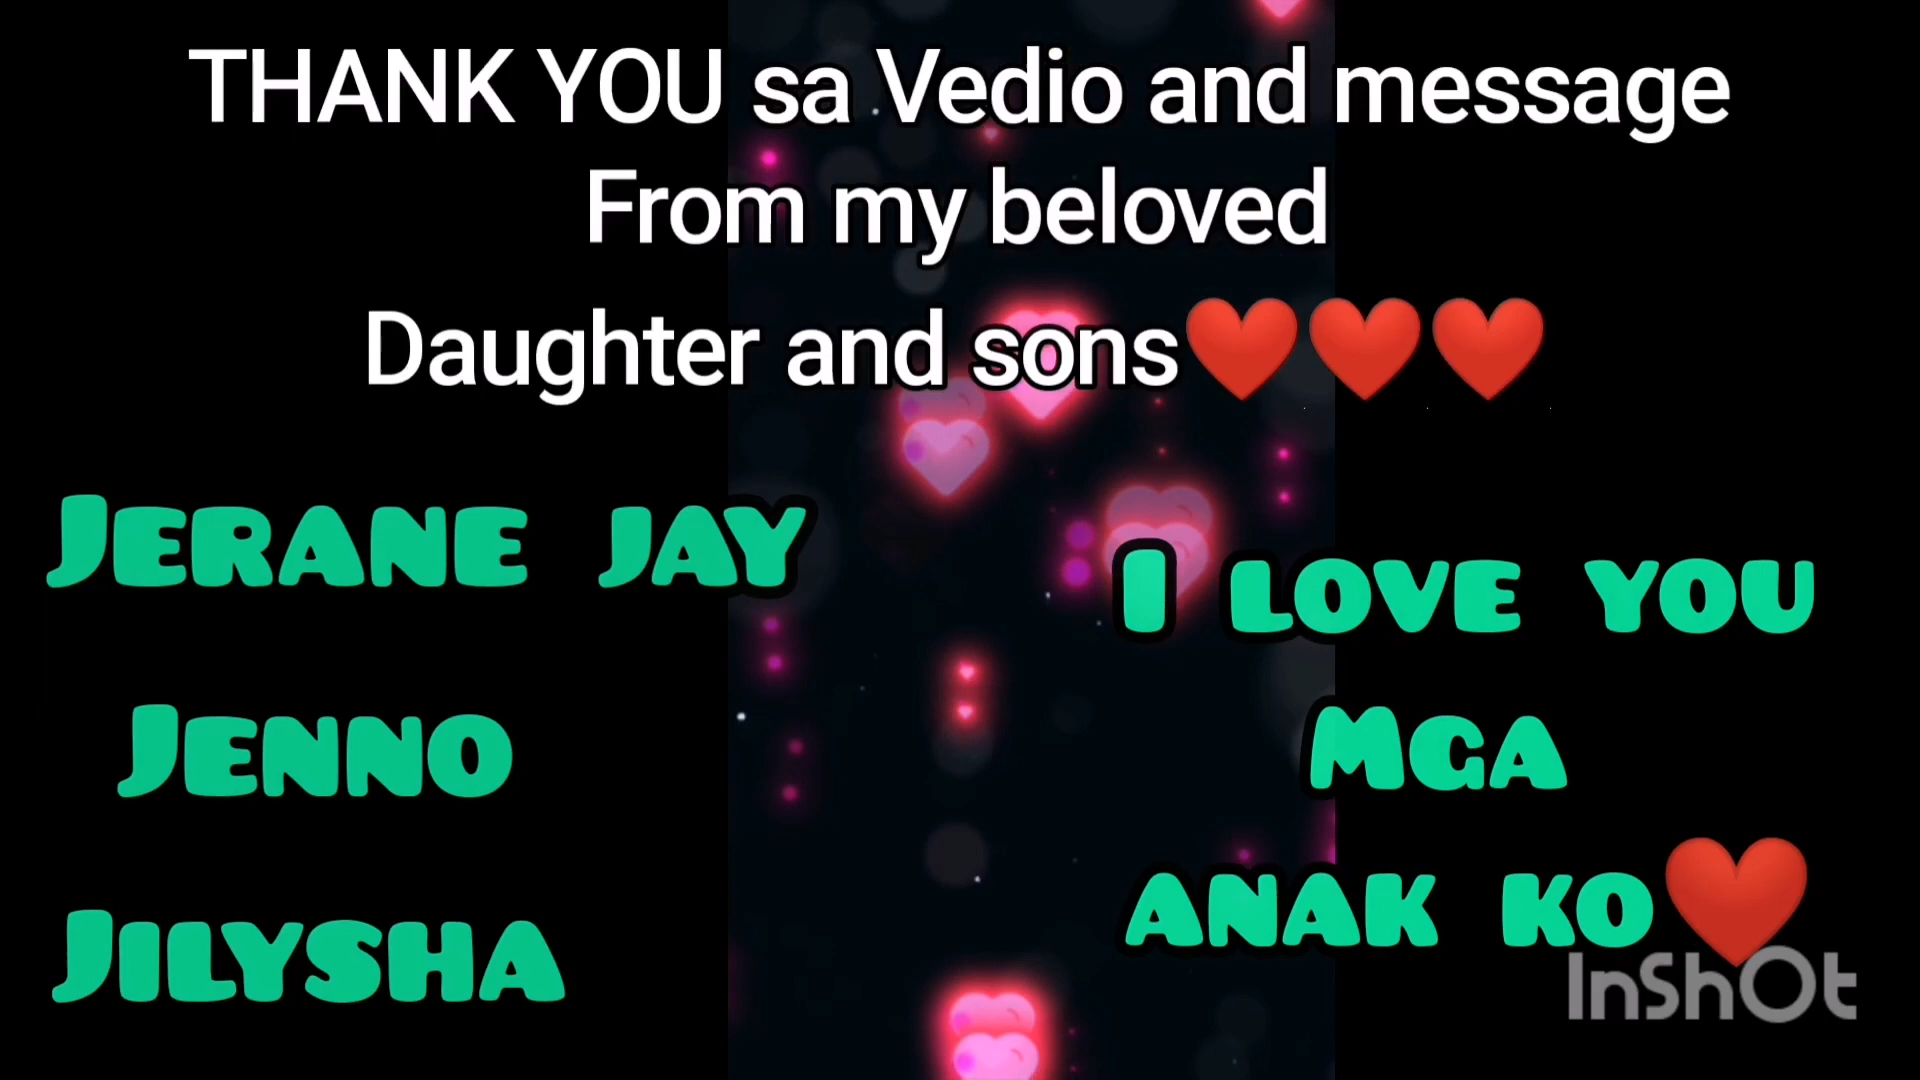 THANK YOU sa Vedio and message
From my beloved
Daughter and sons❤️❤️❤️
JERANE JAY
JENNO
JILYSHA
I LOVE YOU
MGA
ANAK KO❤️
InShOt